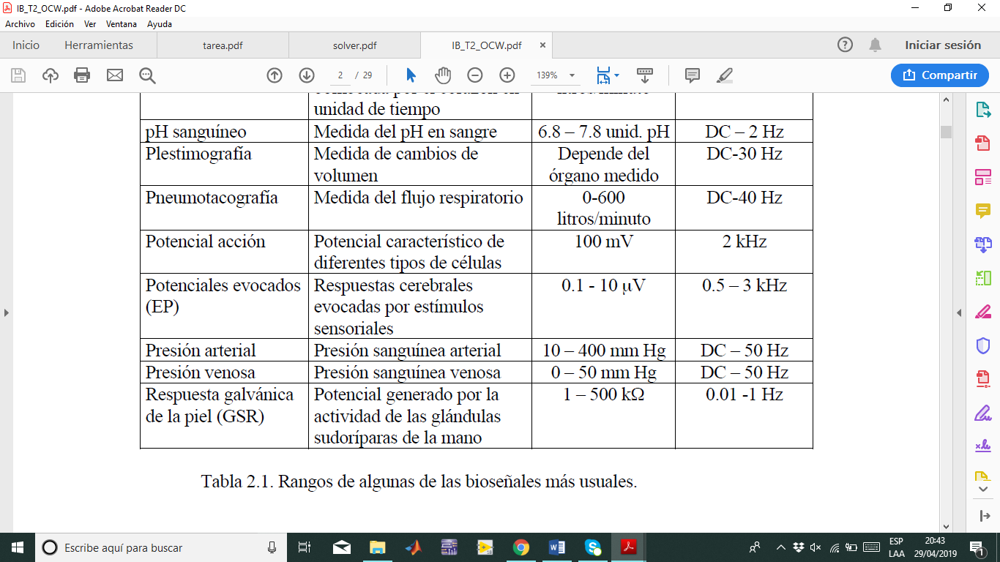 IB_T2_OCW.pdf - Adobe Acrobat Reader DC
Archivo Edición Ver Ventana Ayuda
Inicio Herramientas tarea.pdf solver.pdf IB_T2_OCW.pdf × Iniciar sesión
2 / 29 139% Compartir
unidad de tiempo
pH sanguíneo Medida del pH en sangre 6.8 – 7.8 unid. pH DC – 2 Hz
Plestimografía Medida de cambios de Depende del DC-30 Hz
volumen órgano medido
Pneumotacografía Medida del flujo respiratorio 0-600 DC-40 Hz
litros/minuto
Potencial acción Potencial característico de 100 mV 2 kHz
diferentes tipos de células
Potenciales evocados Respuestas cerebrales 0.1 - 10 μV 0.5 – 3 kHz
(EP) evocadas por estímulos
sensoriales
Presión arterial Presión sanguínea arterial 10 – 400 mm Hg DC – 50 Hz
Presión venosa Presión sanguínea venosa 0 – 50 mm Hg DC – 50 Hz
Respuesta galvánica Potencial generado por la 1 – 500 kΩ 0.01 -1 Hz
de la piel (GSR) actividad de las glándulas
sudoríparas de la mano
Tabla 2.1. Rangos de algunas de las bioseñales más usuales.
Escribe aquí para buscar ESP 20:43
LAA 29/04/2019 1